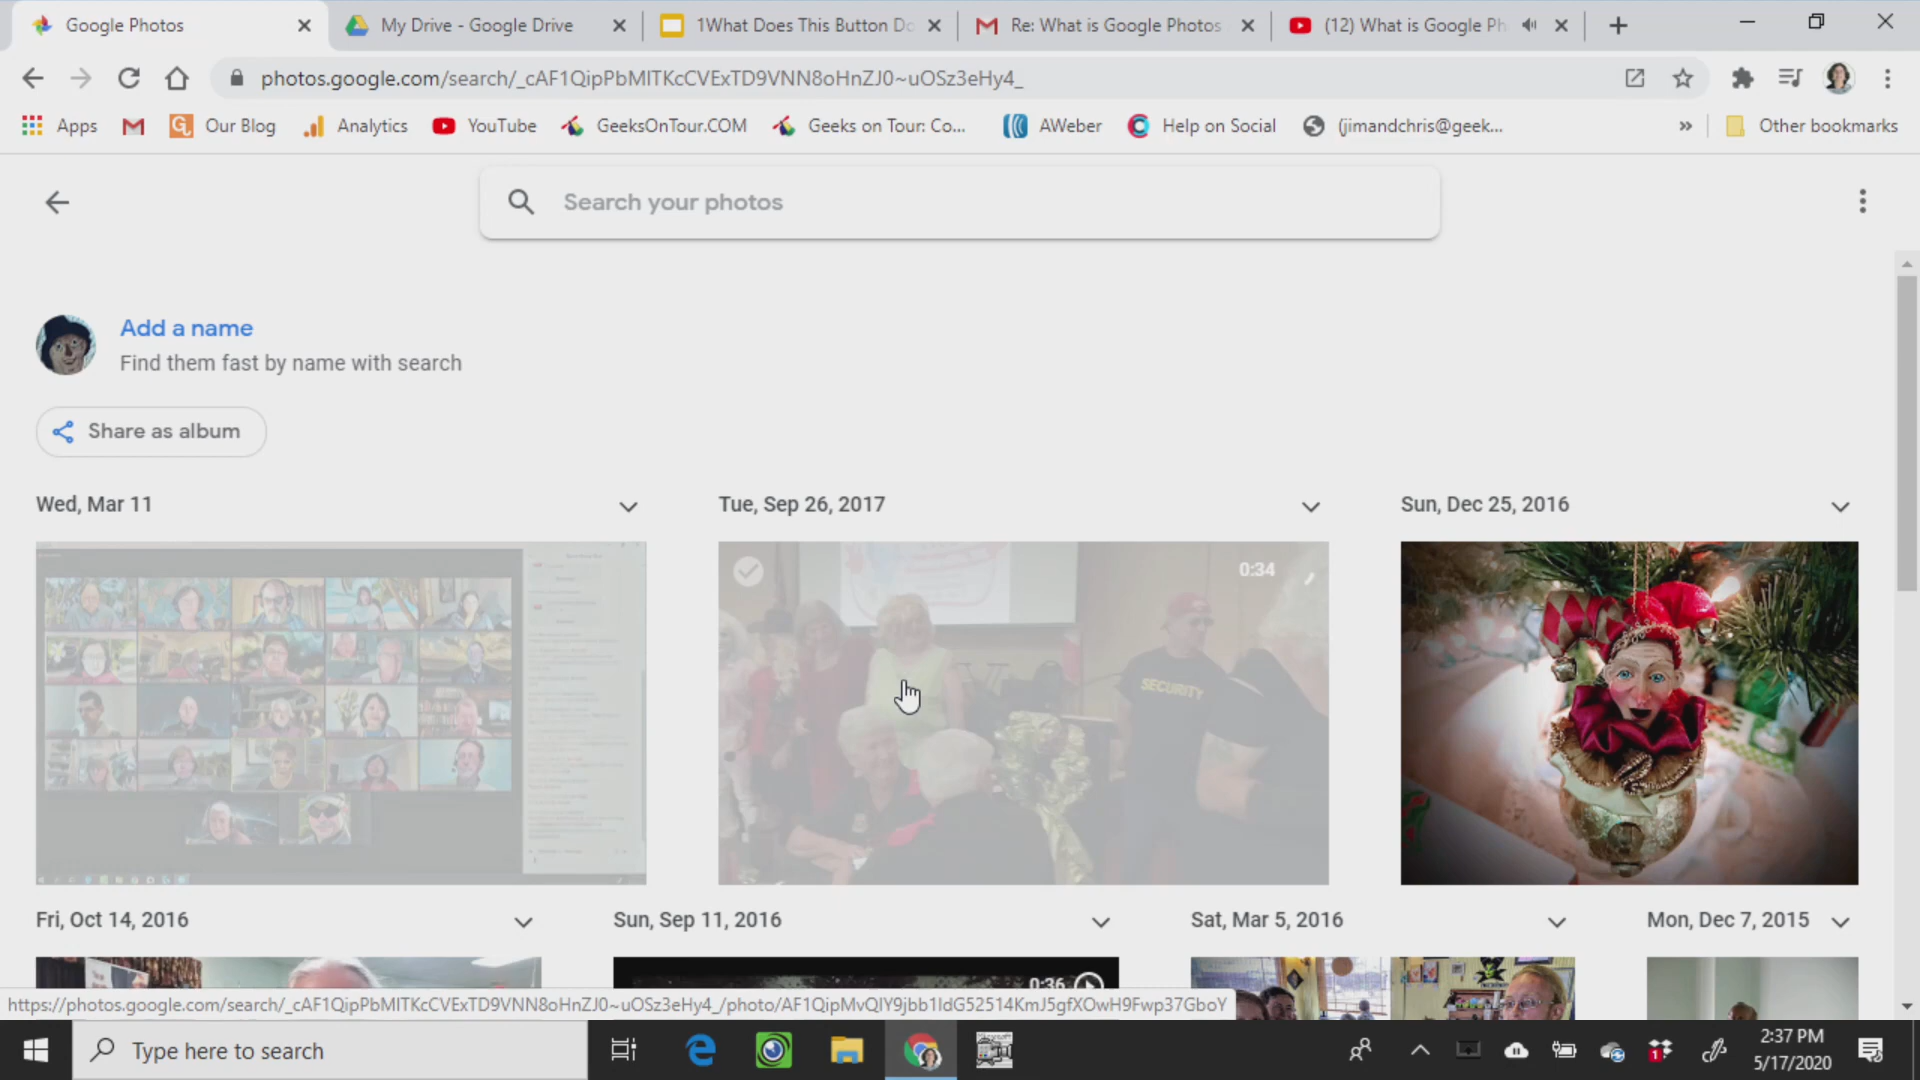 Google Photos
My Drive - Google Drive
1What Does This Button Do
Re: What is Google Photos
(12) What is Google Ph
photos.google.com/search/_cAF1QipPbMlTKcCVExTD9VNN8oHnZJ0~uOSz3eHy4_
Apps
Our Blog
Analytics
YouTube
GeeksOnTour.COM
Geeks on Tour: Co...
AWeber
Help on Social
(jimandchris@geek...
»
Other bookmarks
Search your photos
Add a name
Find them fast by name with search
Share as album
Wed, Mar 11
Tue, Sep 26, 2017
Sun, Dec 25, 2016
0:34
SECURITY
Fri, Oct 14, 2016
Sun, Sep 11, 2016
Sat, Mar 5, 2016
Mon, Dec 7, 2015
0:36
https://photos.google.com/search/_cAF1QipPbMlTKcCVExTD9VNN8oHnZJ0~uOSz3eHy4_/photo/AF1QipMvQlY9jbb1ldG52514KmJ5gfXOwH9Fwp37GboY
Type here to search
1
2:37 PM
5/17/2020